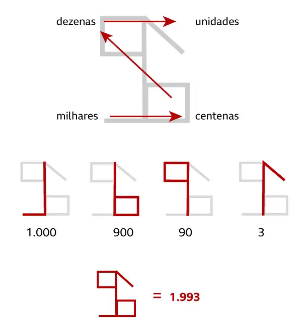 dezenas unidades
milhares centenas
1.000 900 90 3
= 1.993